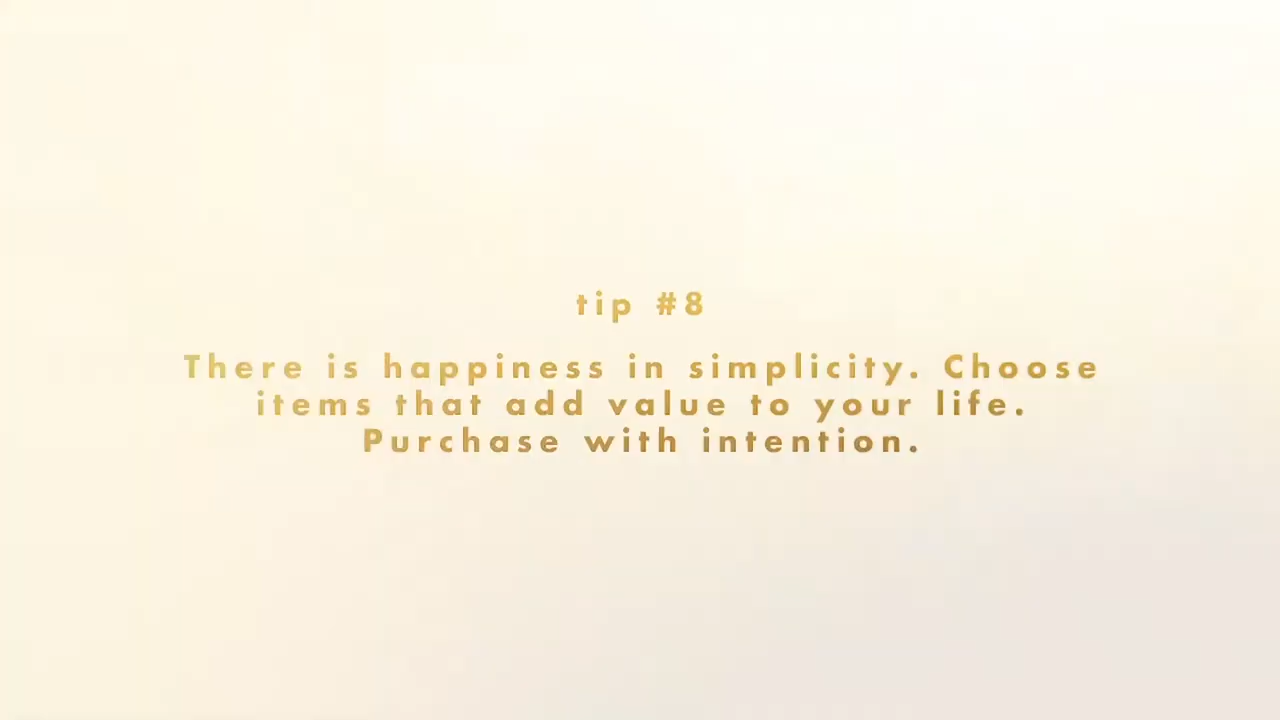 tip #8
There is happiness in simplicity. Choose
items that add value to your life.
Purchase with intention.